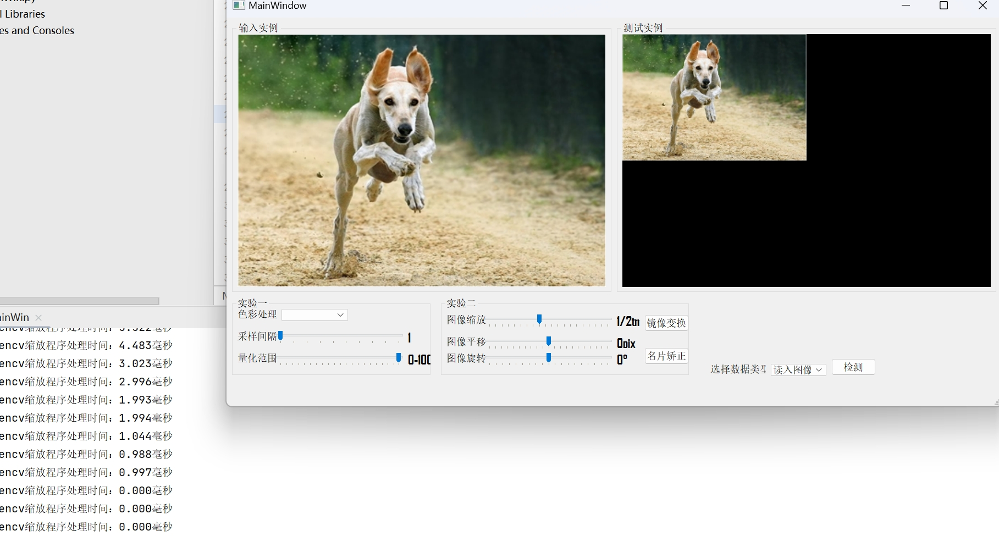 l Libraries
es and Consoles
MainWindow
输入实例
测试实例
实验一
色彩处理
采样间隔
1
量化范围
0-100
实验二
图像缩放
1/2
镜像变换
图像平移
0pix
图像旋转
0°
名片矫正
选择数据类型
读入图像
检测
inWin
encv缩放程序处理时间：4.483毫秒
encv缩放程序处理时间：3.023毫秒
encv缩放程序处理时间：2.996毫秒
encv缩放程序处理时间：1.993毫秒
encv缩放程序处理时间：1.994毫秒
encv缩放程序处理时间：1.044毫秒
encv缩放程序处理时间：0.988毫秒
encv缩放程序处理时间：0.997毫秒
encv缩放程序处理时间：0.000毫秒
encv缩放程序处理时间：0.000毫秒
encv缩放程序处理时间：0.000毫秒